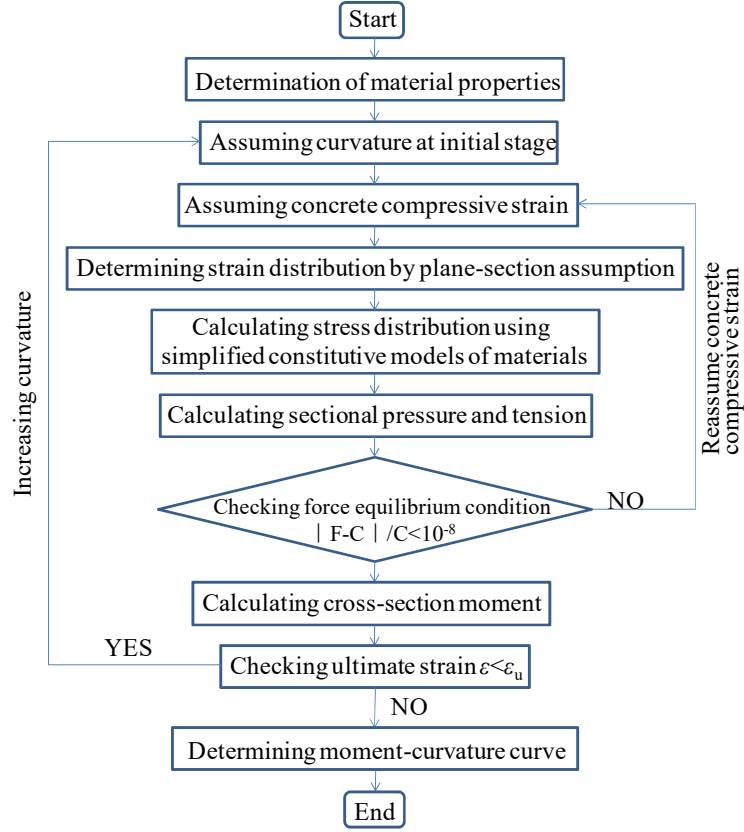 Start
Determination of material properties
Assuming curvature at initial stage
Assuming concrete compressive strain
Determining strain distribution by plane-section assumption
Calculating stress distribution using
simplified constitutive models of materials
Calculating sectional pressure and tension
Checking force equilibrium condition
| F-C | /C<10⁻⁸
NO
Reassume concrete
compressive strain
Calculating cross-section moment
Checking ultimate strain ε<εᵤ
YES
Increasing curvature
NO
Determining moment-curvature curve
End